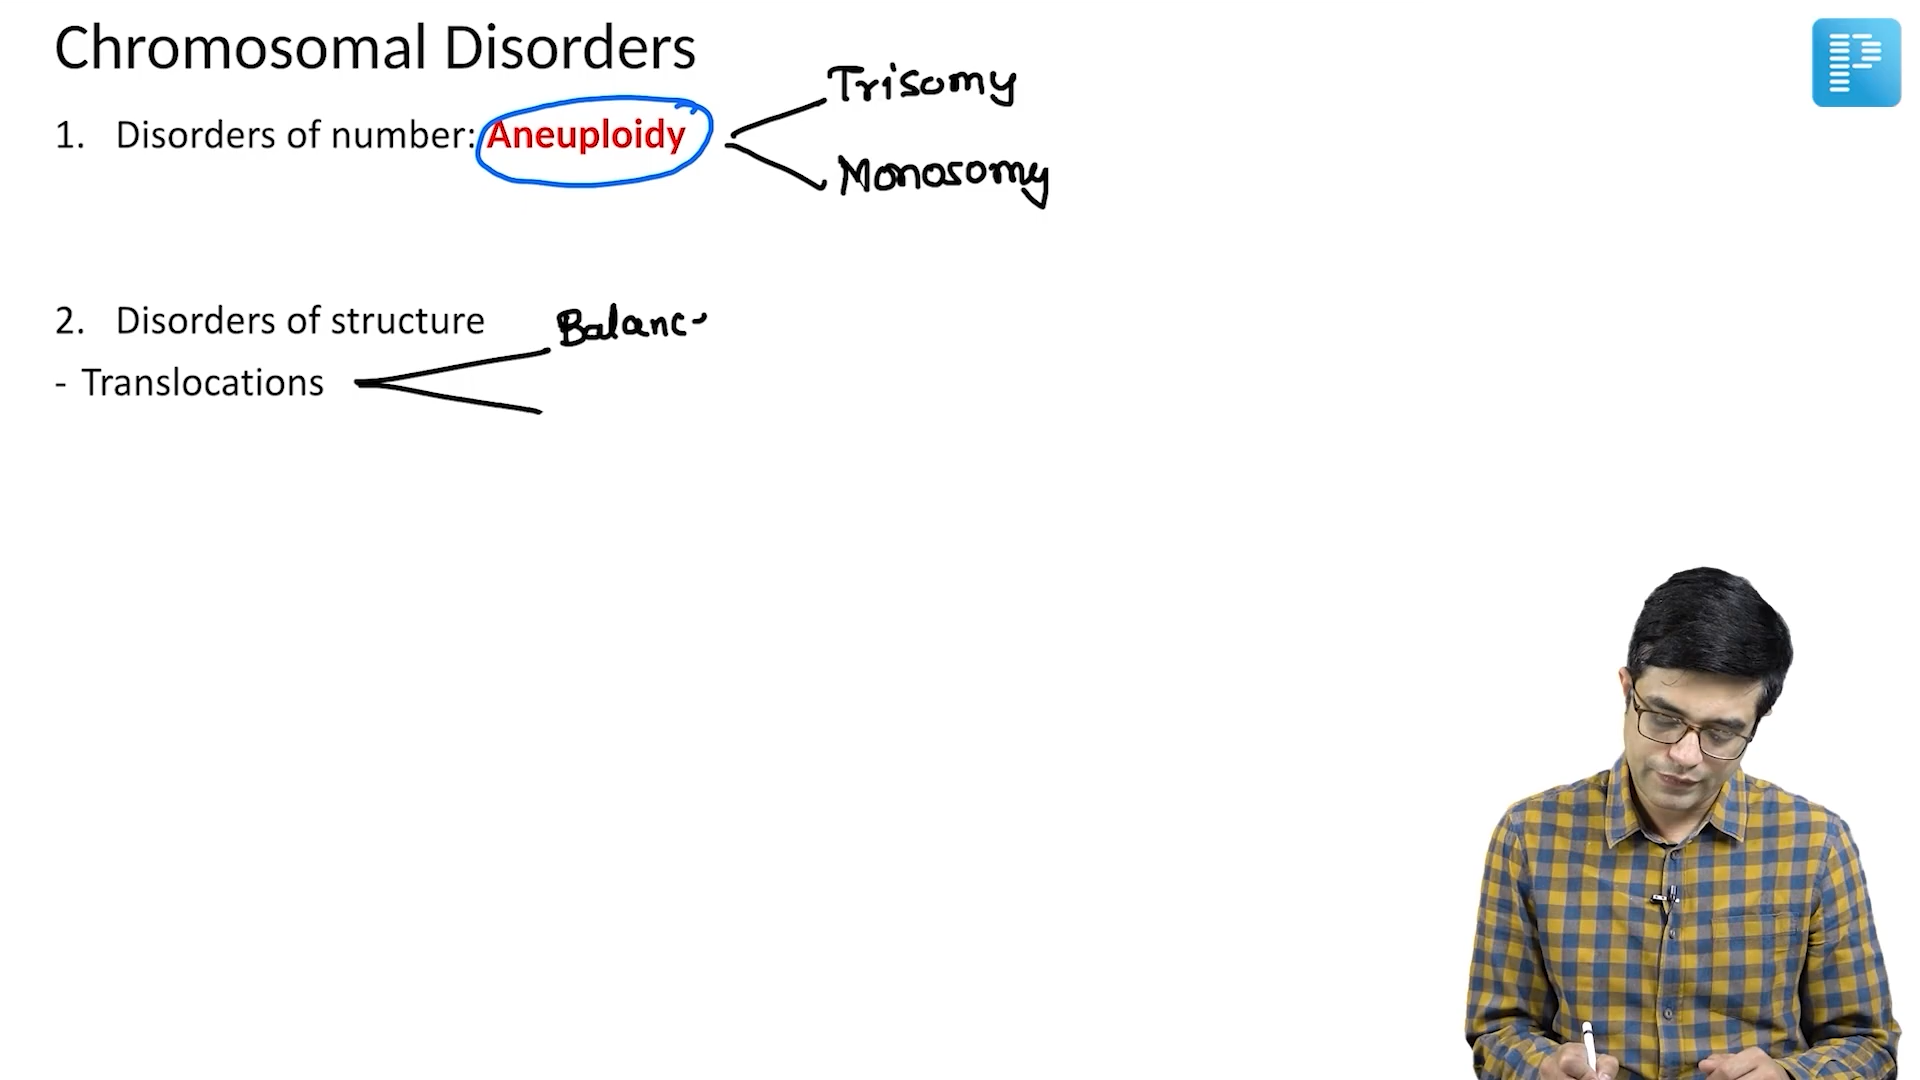 Chromosomal Disorders
Trisomy
1. Disorders of number: Aneuploidy
Monosomy
2. Disorders of structure
Balanc
- Translocations
P